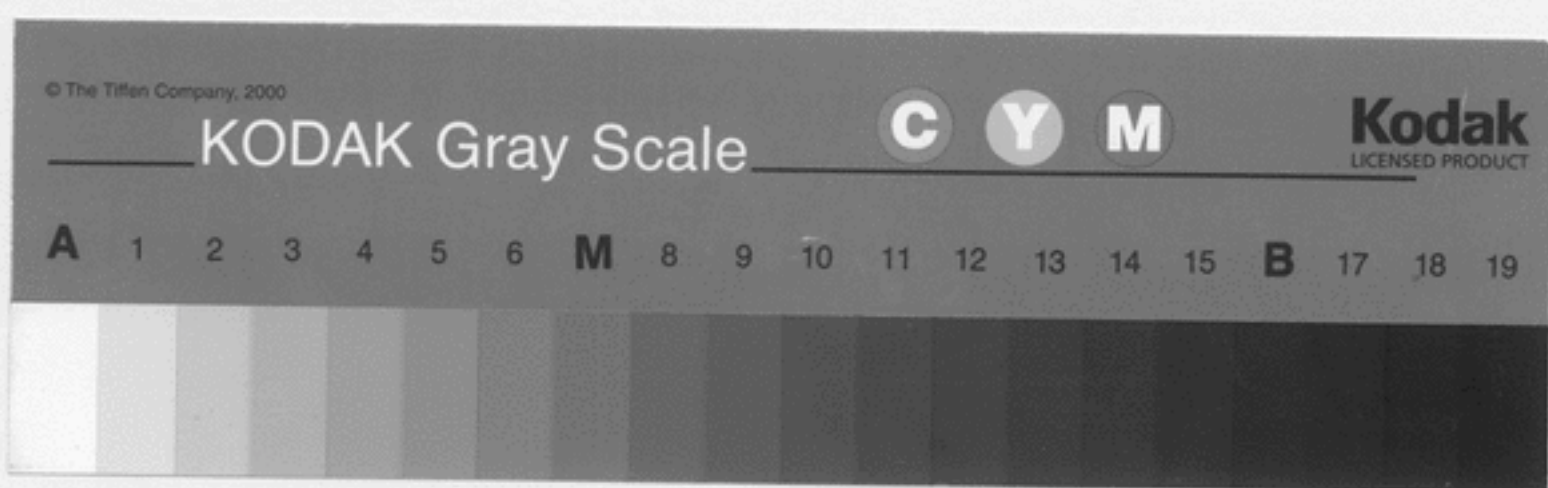 © The Tiffen Company, 2000
KODAK Gray Scale
C Y M
Kodak
LICENSED PRODUCT
A 1 2 3 4 5 6 M 8 9 10 11 12 13 14 15 B 17 18 19